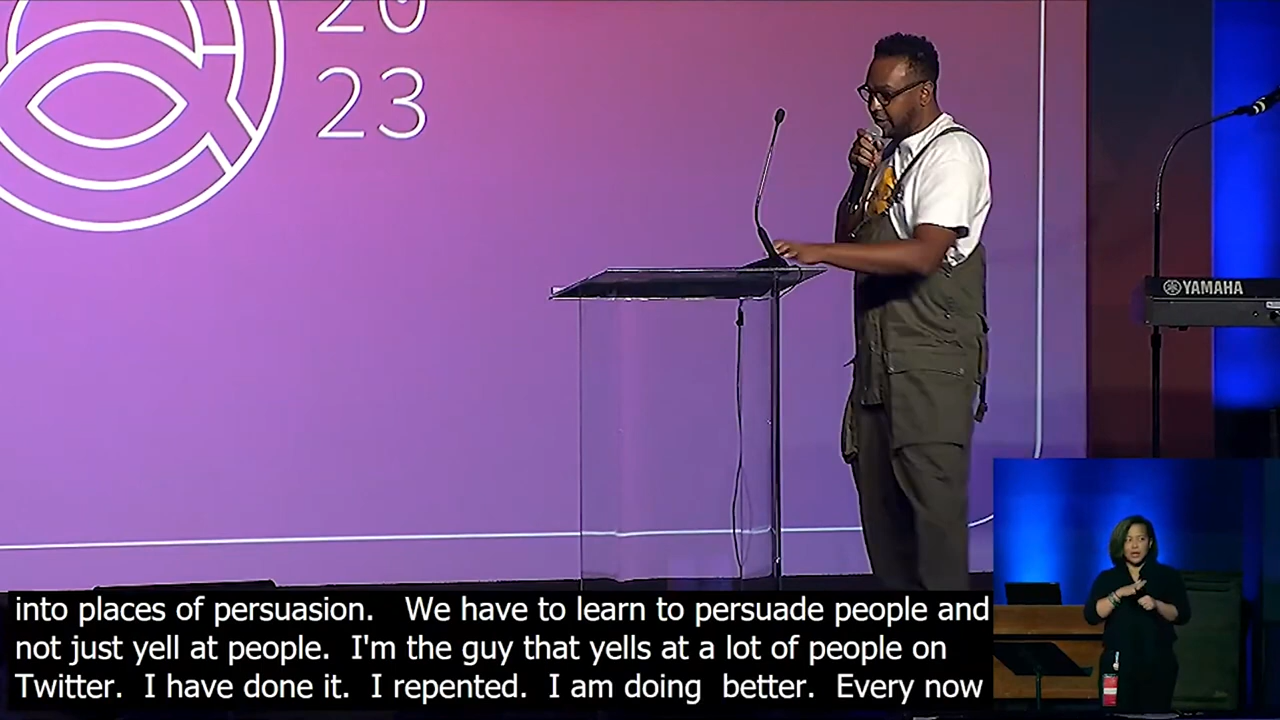 20
23
YAMAHA
into places of persuasion. We have to learn to persuade people and
not just yell at people. I'm the guy that yells at a lot of people on
Twitter. I have done it. I repented. I am doing better. Every now